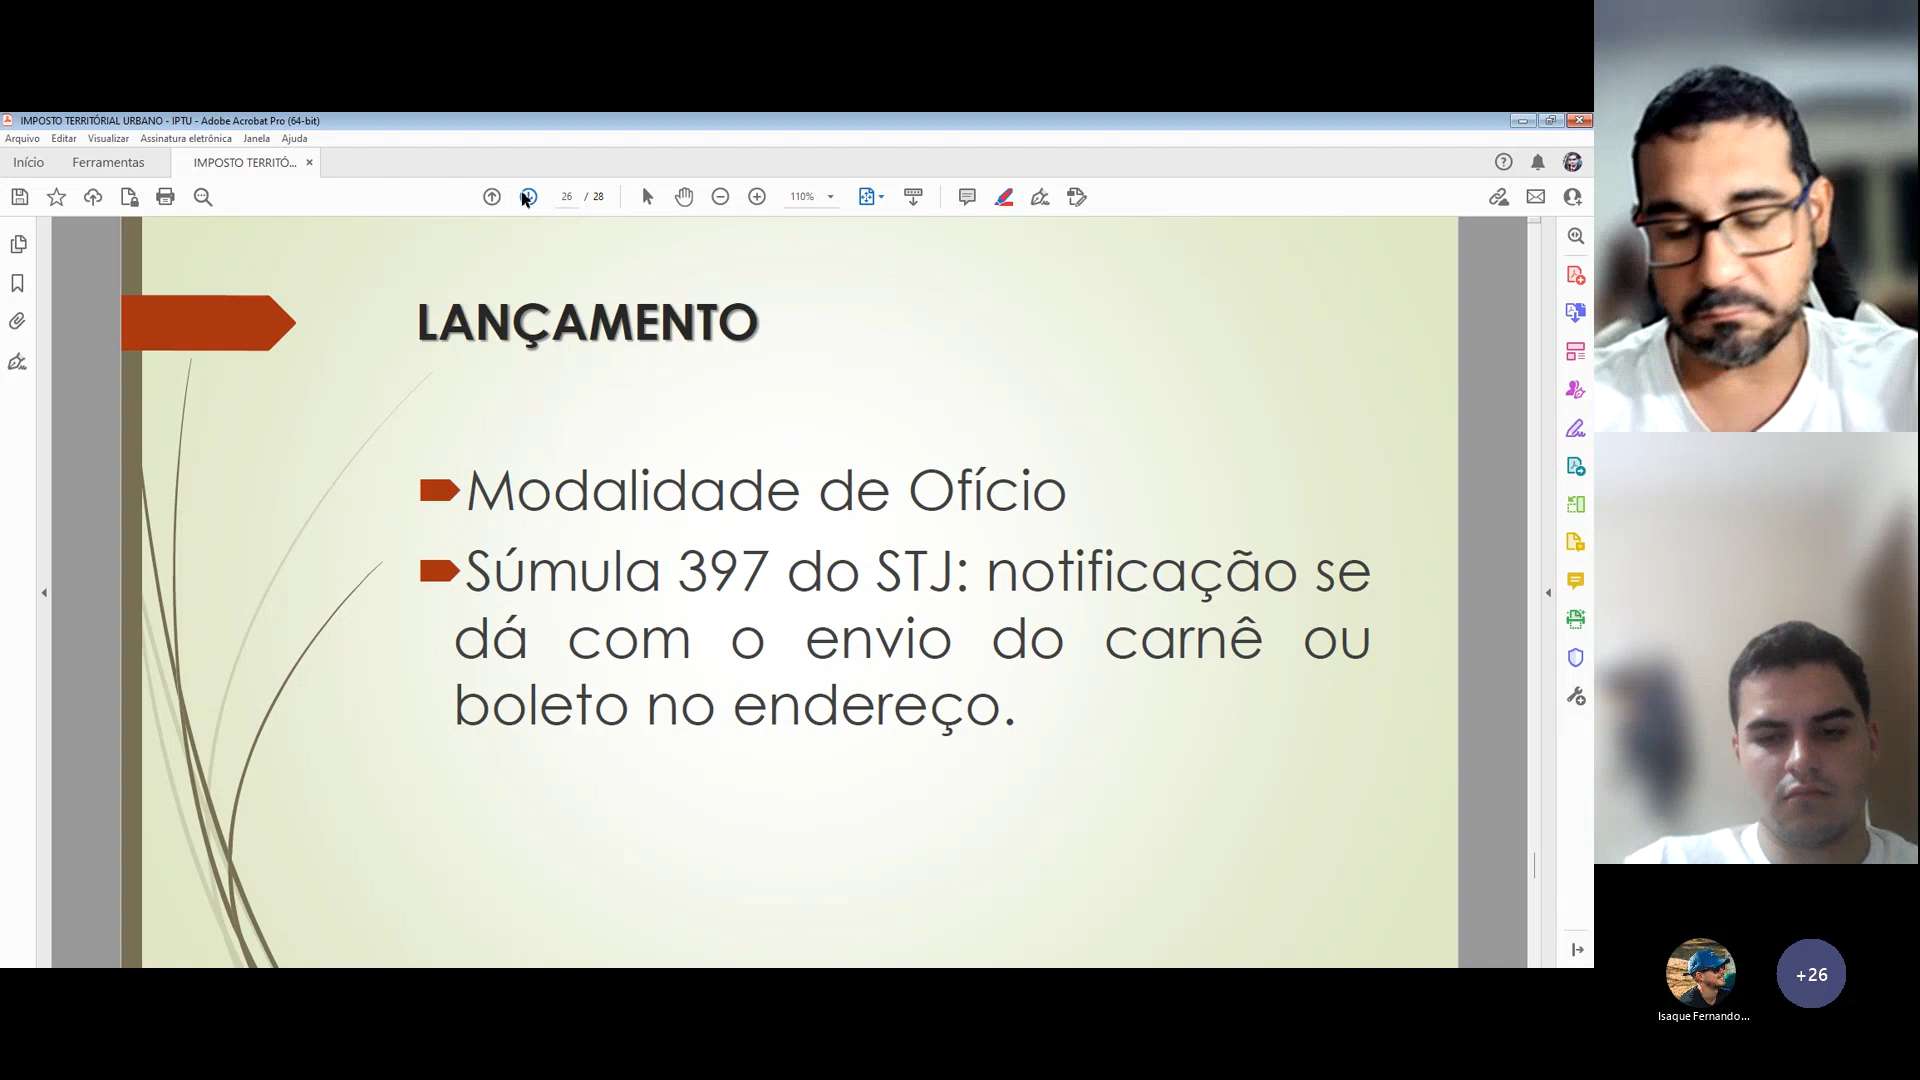 IMPOSTO TERRITÓRIAL URBANO - IPTU - Adobe Acrobat Pro (64-bit)
Arquivo Editar Visualizar Assinatura eletrônica Janela Ajuda
Início Ferramentas IMPOSTO TERRITÓ... ×
26 / 28 110%
LANÇAMENTO
Modalidade de Ofício
Súmula 397 do STJ: notificação se
dá com o envio do carnê ou
boleto no endereço.
+26
Isaque Fernando...